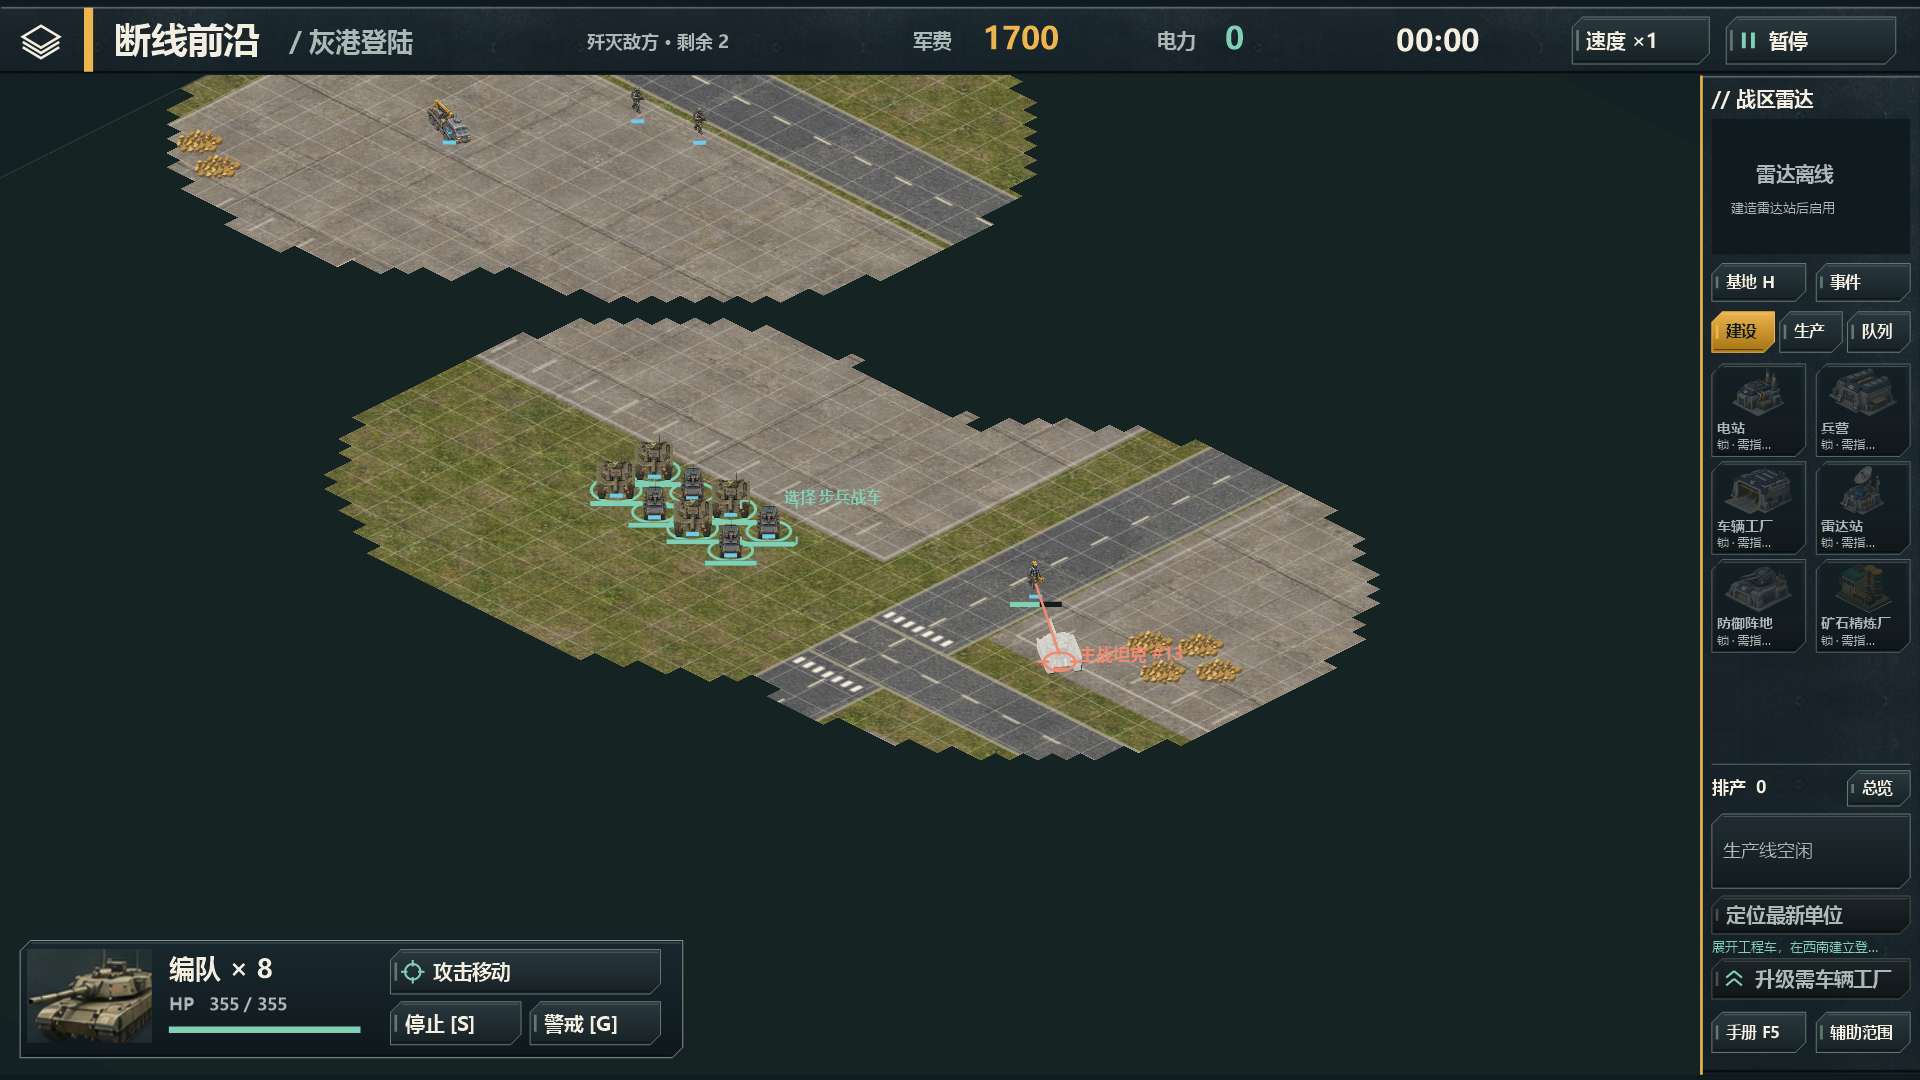 断线前沿 / 灰港登陆
歼灭敌方·剩余 2
军费 1700
电力 0
00:00
速度 ×1
暂停
// 战区雷达
雷达离线
建造雷达站后启用
基地 H
事件
建设
生产
队列
电站
锁·需指...
兵营
锁·需指...
车辆工厂
锁·需指...
雷达站
锁·需指...
防御阵地
锁·需指...
矿石精炼厂
锁·需指...
选择步兵战车
主战坦克 #13
排产 0
总览
生产线空闲
定位最新单位
展开工程车，在西南建立登...
升级需车辆工厂
手册 F5
辅助范围
编队 × 8
HP 355 / 355
攻击移动
停止 [S]
警戒 [G]